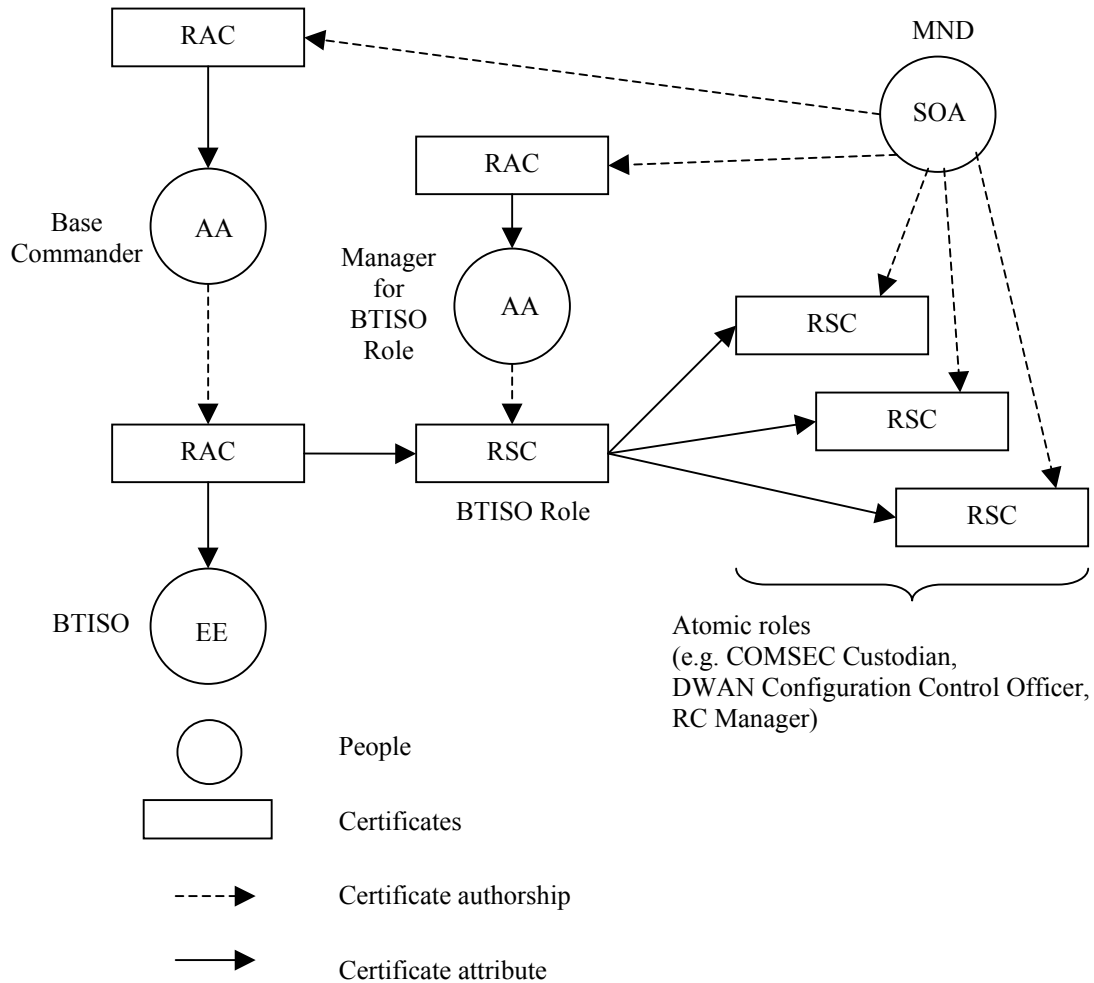 RAC
MND
SOA
RAC
Base
Commander
AA
Manager
for
BTISO
Role
AA
RSC
RSC
RAC
RSC
BTISO Role
RSC
BTISO
EE
Atomic roles
(e.g. COMSEC Custodian,
DWAN Configuration Control Officer,
RC Manager)
People
Certificates
Certificate authorship
Certificate attribute